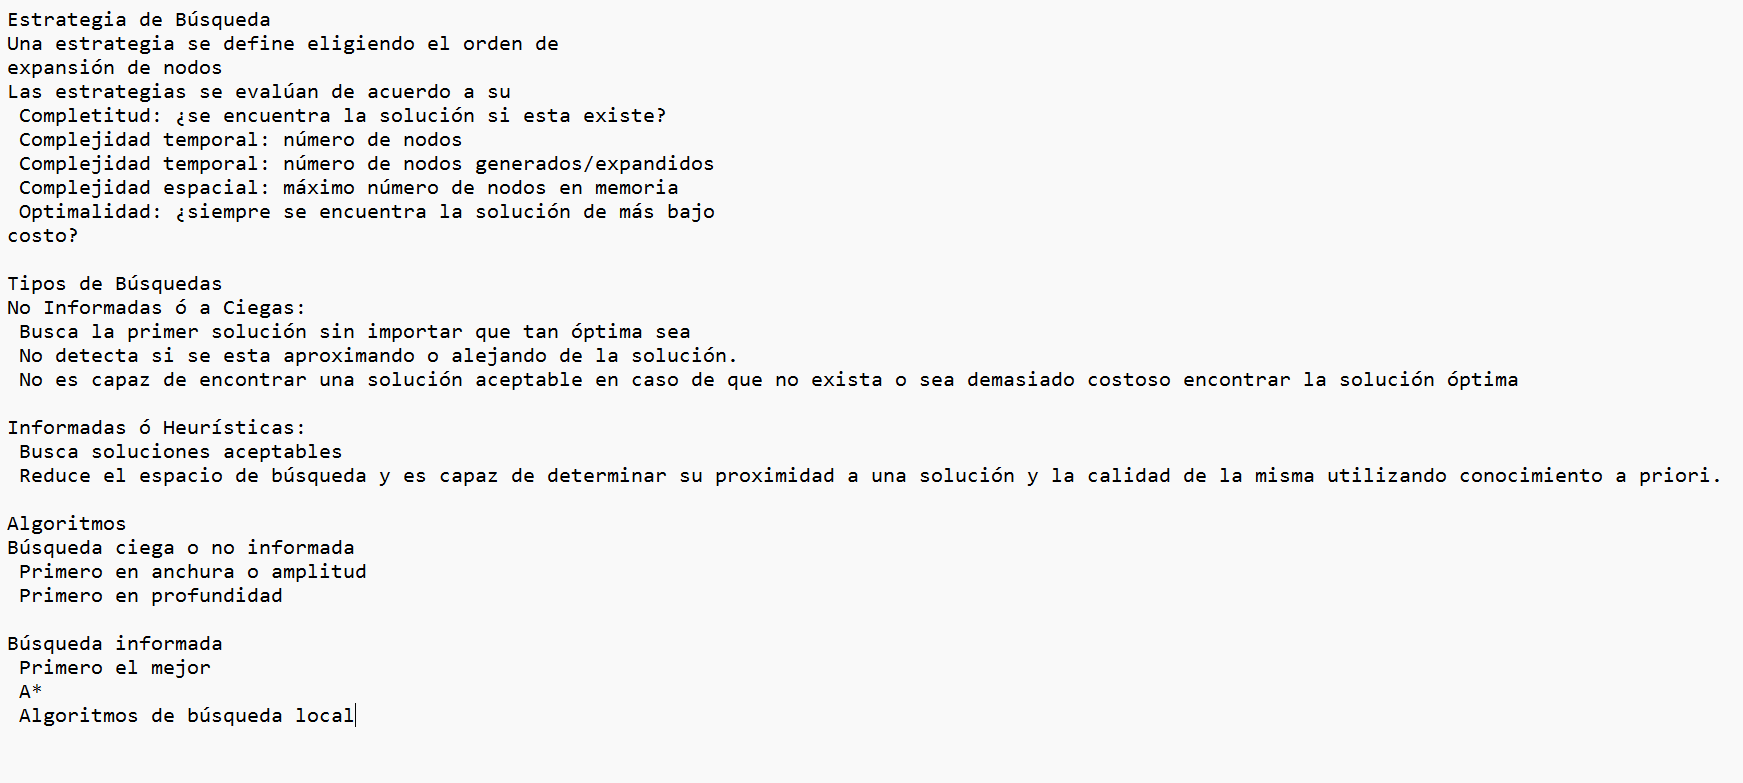 Estrategia de Búsqueda
Una estrategia se define eligiendo el orden de
expansión de nodos
Las estrategias se evalúan de acuerdo a su
Completitud: ¿se encuentra la solución si esta existe?
Complejidad temporal: número de nodos
Complejidad temporal: número de nodos generados/expandidos
Complejidad espacial: máximo número de nodos en memoria
Optimalidad: ¿siempre se encuentra la solución de más bajo
costo?

Tipos de Búsquedas
No Informadas ó a Ciegas:
Busca la primer solución sin importar que tan óptima sea
No detecta si se esta aproximando o alejando de la solución.
No es capaz de encontrar una solución aceptable en caso de que no exista o sea demasiado costoso encontrar la solución óptima

Informadas ó Heurísticas:
Busca soluciones aceptables
Reduce el espacio de búsqueda y es capaz de determinar su proximidad a una solución y la calidad de la misma utilizando conocimiento a priori.

Algoritmos
Búsqueda ciega o no informada
Primero en anchura o amplitud
Primero en profundidad

Búsqueda informada
Primero el mejor
A*
Algoritmos de búsqueda local